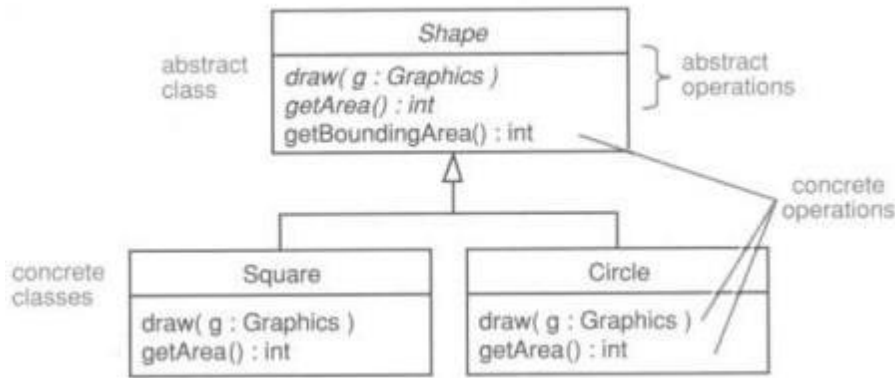 Shape
abstract
class
draw( g : Graphics )
getArea() : int
getBoundingArea() : int
abstract
operations
concrete
operations
concrete
classes
Square
draw( g : Graphics )
getArea() : int
Circle
draw( g : Graphics )
getArea() : int